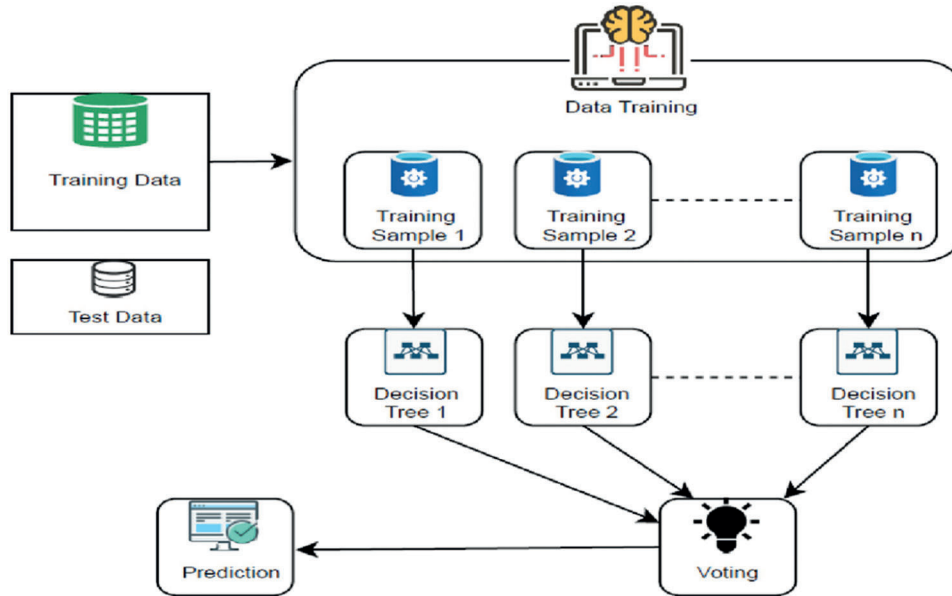 Data Training
Training Data
Training
Sample 1
Training
Sample 2
Training
Sample n
Test Data
Decision
Tree 1
Decision
Tree 2
Decision
Tree n
Prediction
Voting